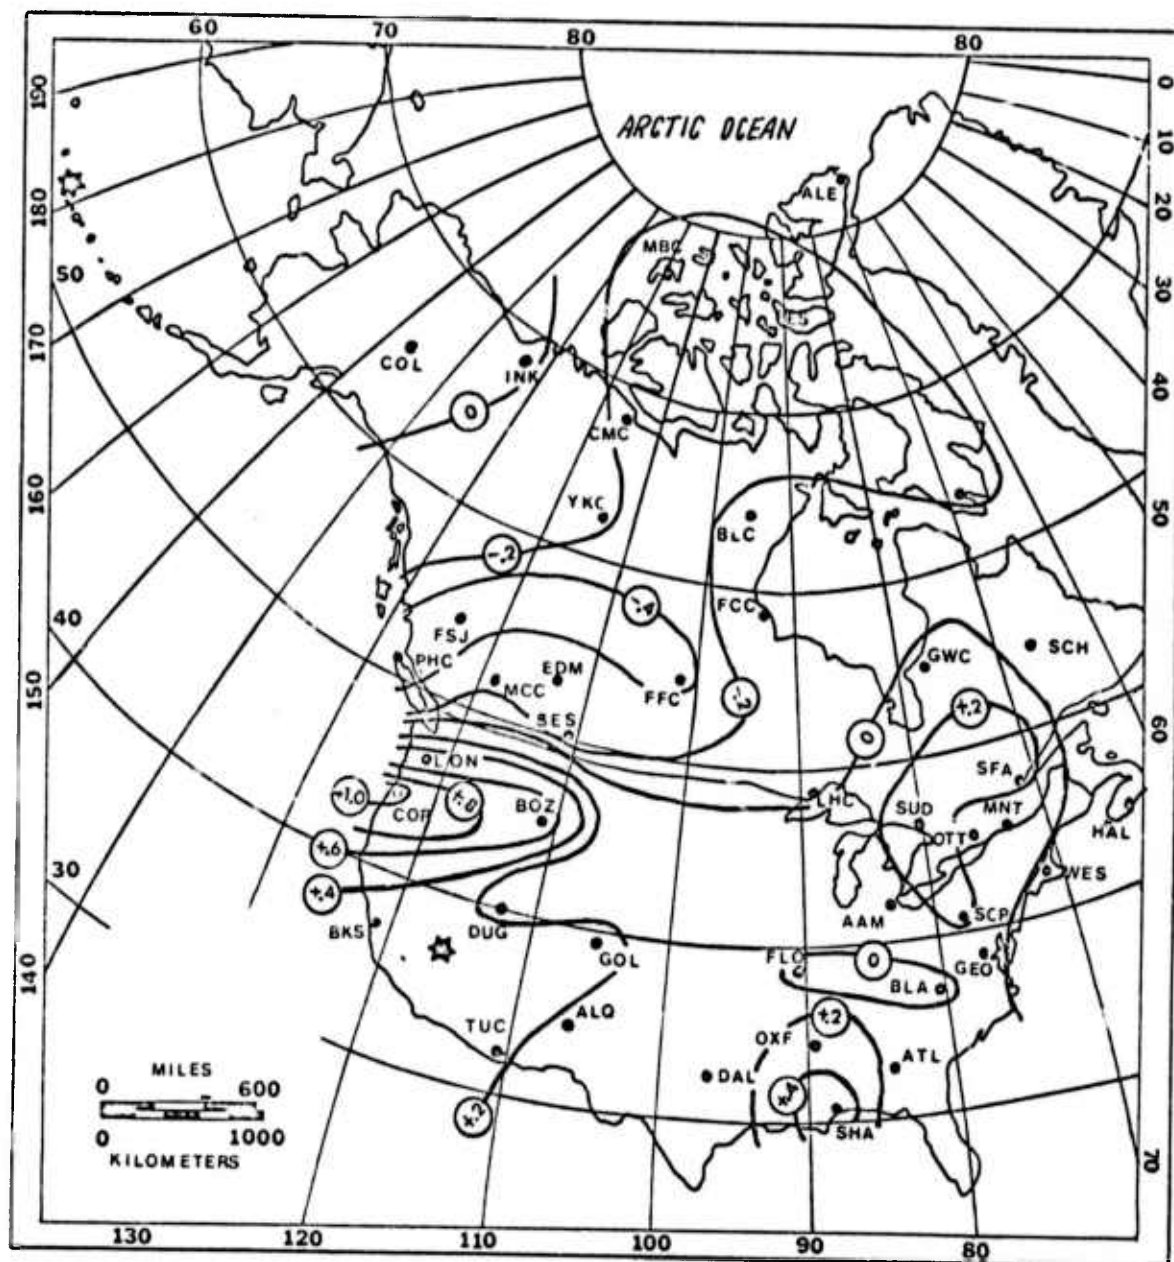 60
70
80
80
190
0
ARCTIC OCEAN
10
ALE
180
20
MBC
50
30
170
COL
INK
0
40
CMC
160
YKC
BLC
50
-.2
-.4
FCC
40
FSJ
GWC
SCH
PHC
EDM
MCC
FFC
-.2
150
BES
+.2
0
60
LON
SFA
+1.0
+.8
BOZ
LHC
SUD
MNT
COR
OTT
HAL
+.6
30
WES
+.4
AAM
SCP
BKS
DUG
GOL
FLO
0
GEO
140
BLA
ALQ
+.2
TUC
OXF
ATL
MILES
0 600
DAL
+.4
+.2
SHA
0 1000
KILOMETERS
70
130
120
110
100
90
80